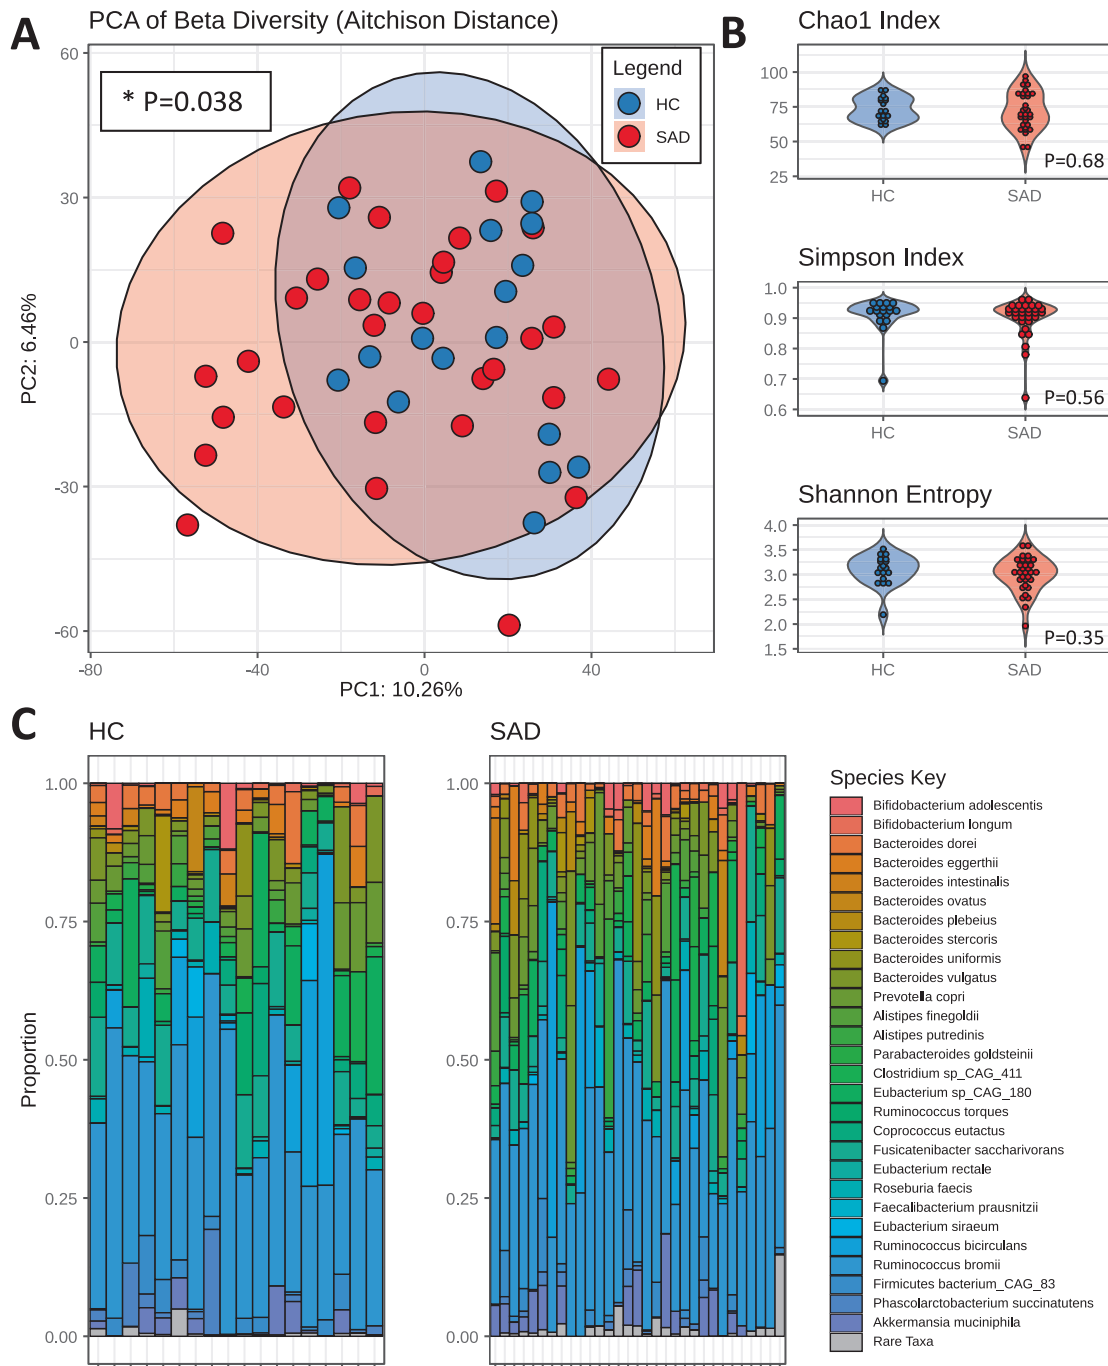 A
PCA of Beta Diversity (Aitchison Distance)
* P=0.038
Legend
HC
SAD
60
30
0
-30
-60
PC2: 6.46%
-80
-40
0
40
PC1: 10.26%
B
Chao1 Index
100
75
50
25
P=0.68
HC
SAD
Simpson Index
1.0
0.9
0.8
0.7
0.6
P=0.56
HC
SAD
Shannon Entropy
4.0
3.5
3.0
2.5
2.0
1.5
P=0.35
HC
SAD
C
HC
1.00
0.75
0.50
0.25
0.00
Proportion
SAD
1.00
0.75
0.50
0.25
0.00
Species Key
Bifidobacterium adolescentis
Bifidobacterium longum
Bacteroides dorei
Bacteroides eggerthii
Bacteroides intestinalis
Bacteroides ovatus
Bacteroides plebeius
Bacteroides stercoris
Bacteroides uniformis
Bacteroides vulgatus
Prevotella copri
Alistipes finegoldii
Alistipes putredinis
Parabacteroides goldsteinii
Clostridium sp_CAG_411
Eubacterium sp_CAG_180
Ruminococcus torques
Coprococcus eutactus
Fusicatenibacter saccharivorans
Eubacterium rectale
Roseburia faecis
Faecalibacterium prausnitzii
Eubacterium siraeum
Ruminococcus bicirculans
Ruminococcus bromii
Firmicutes bacterium_CAG_83
Phascolarctobacterium succinatutens
Akkermansia muciniphila
Rare Taxa